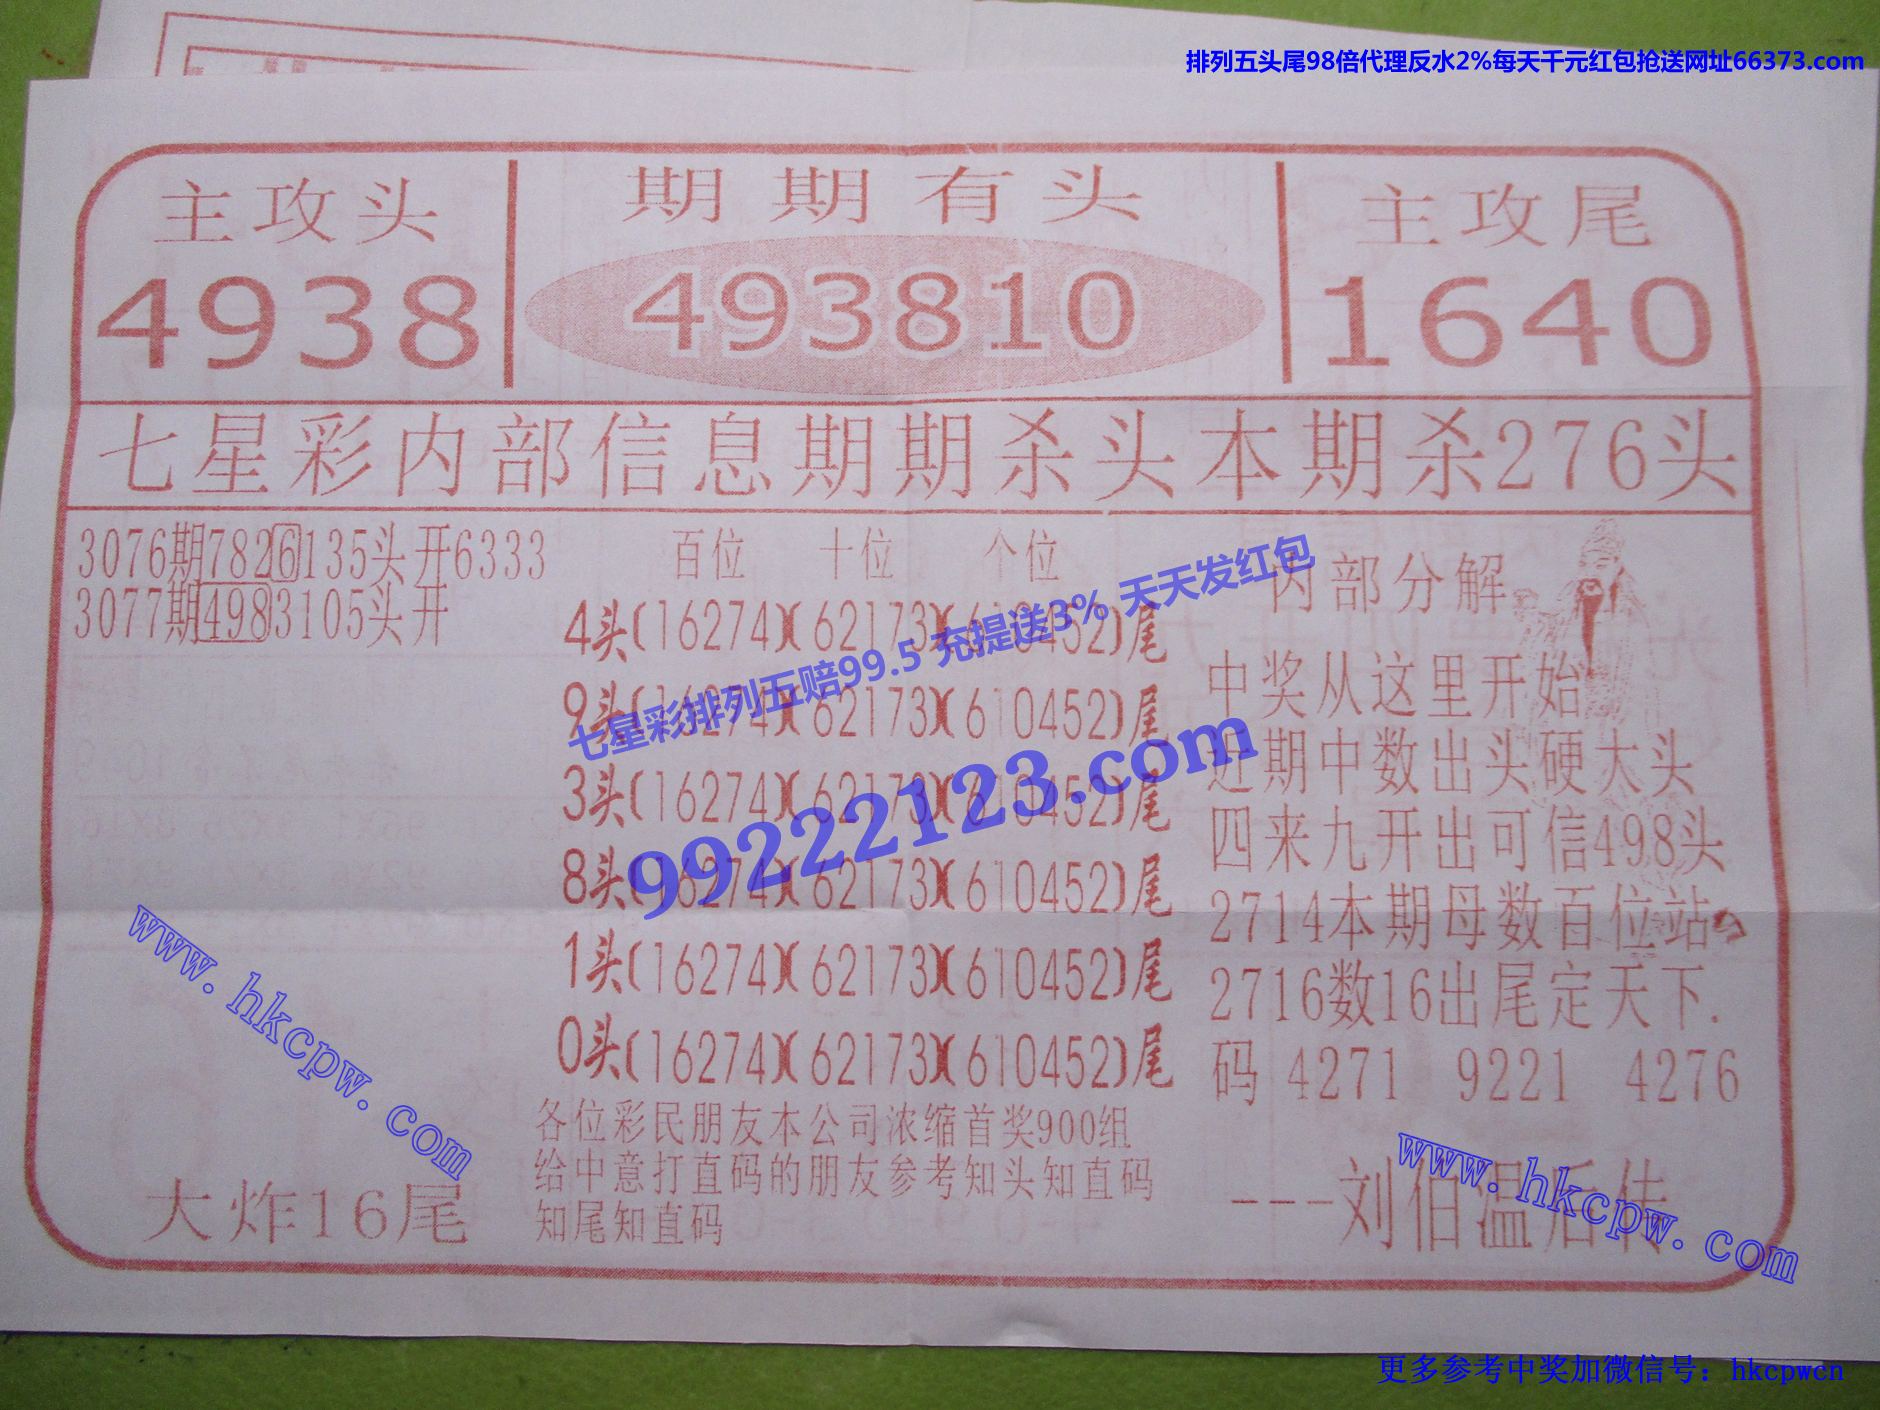 排列五头尾98倍代理反水2%每天千元红包抢送网址66373.com
主攻头
4938
期期有头
493810
主攻尾
1640
七星彩内部信息期期杀头本期杀276头
3076期7826135头开6333
3077期4983105头开
百位 十位 个位
4头(16274)(62173)(610452)尾
9头(16274)(62173)(610452)尾
3头(16274)(62173)(610452)尾
8头(16274)(62173)(610452)尾
1头(16274)(62173)(610452)尾
0头(16274)(62173)(610452)尾
七星彩排列五赔99.5 充提送3% 天天发红包
99222123.com
各位彩民朋友本公司浓缩首奖900组
给中意打直码的朋友参考知头知直码
知尾知直码
大炸16尾
内部分解
中奖从这里开始
近期中数出头硬大头
四来九开出可信498头
2714本期母数百位站
2716数16出尾定天下.
码 4271 9221 4276
---刘伯温后传
www.hkcpw.com
www.hkcpw.com
更多参考中奖加微信号：hkcpwcn